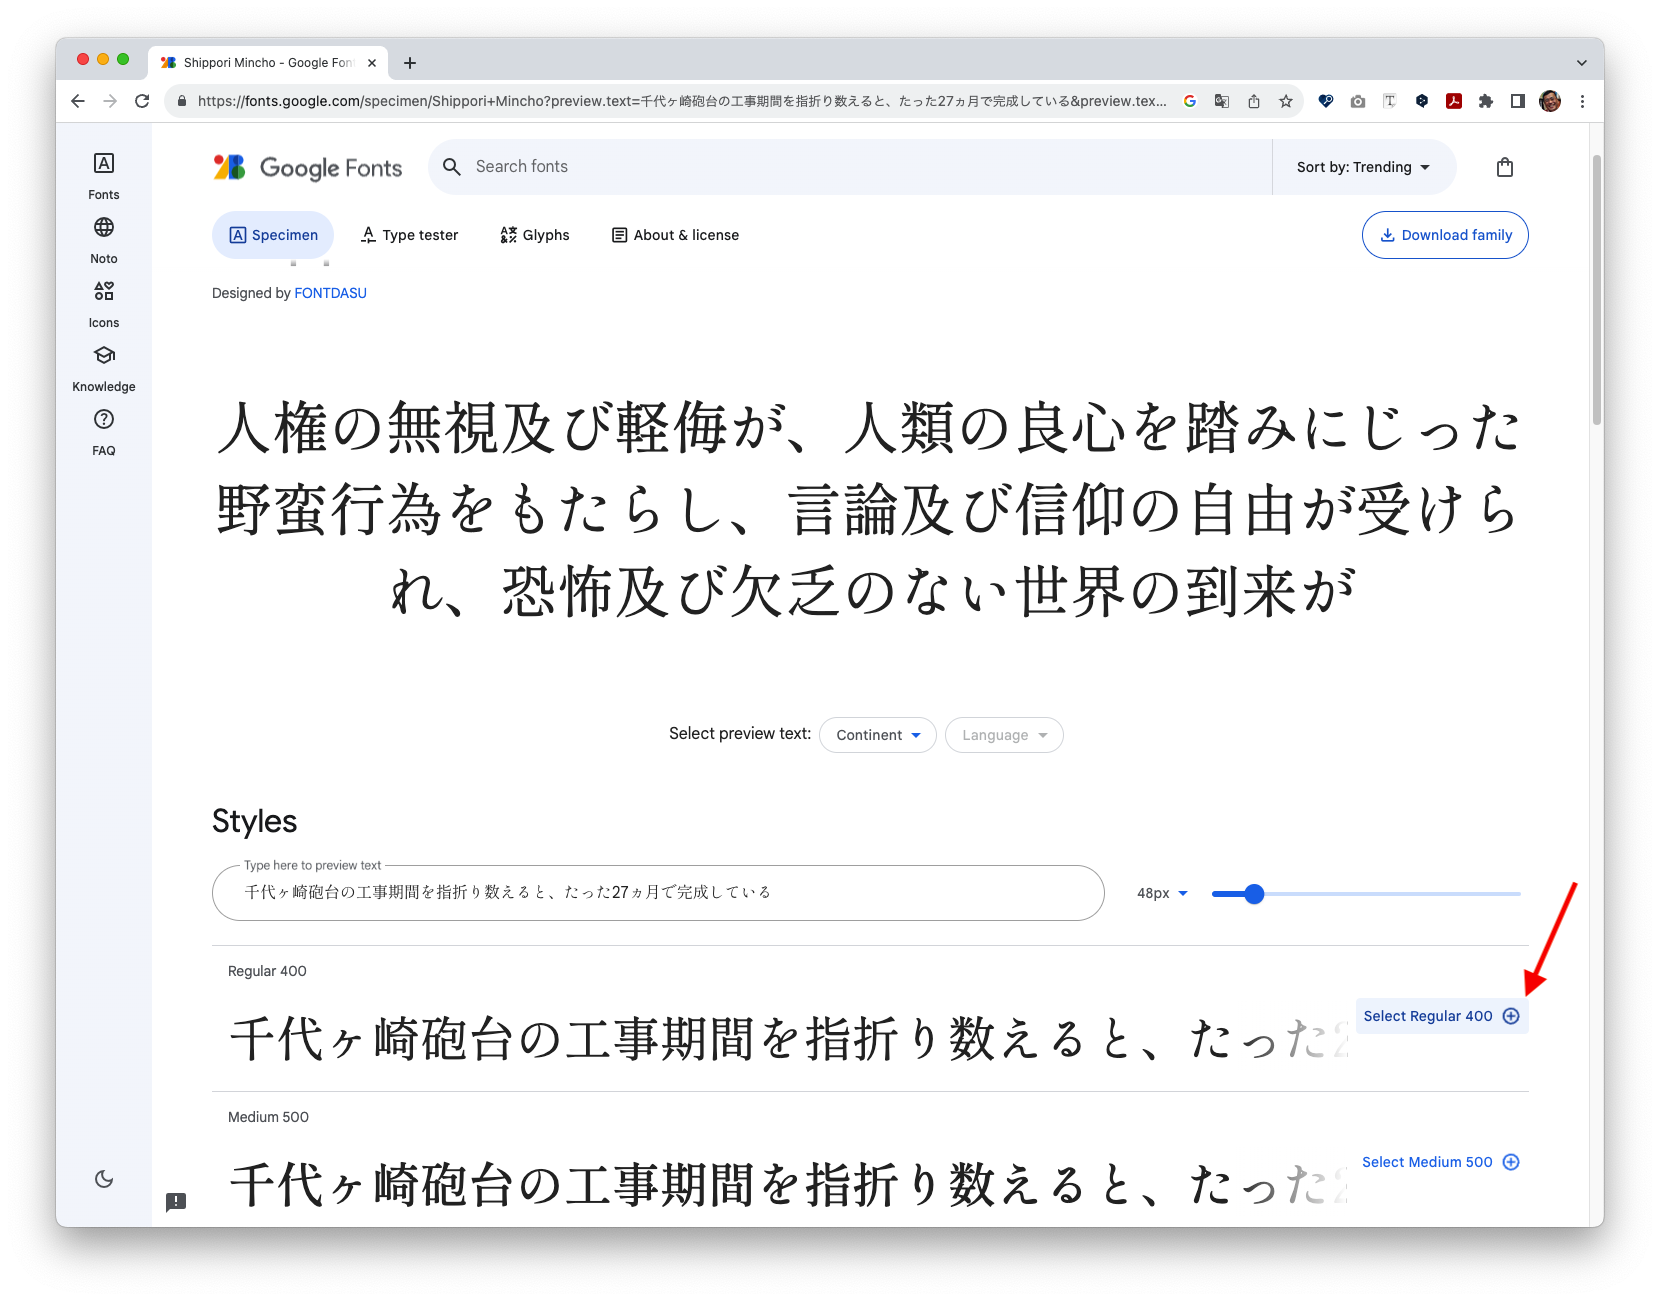 Shippori Mincho - Google Fon
https://fonts.google.com/specimen/Shippori+Mincho?preview.text=千代ヶ崎砲台の工事期間を指折り数えると、たった27ヵ月で完成している&preview.tex...
Fonts
Noto
Icons
Knowledge
FAQ
Google Fonts
Search fonts
Sort by: Trending
Specimen
Type tester
Glyphs
About & license
Download family
Designed by FONTDASU
人権の無視及び軽侮が、人類の良心を踏みにじった
野蛮行為をもたらし、言論及び信仰の自由が受けら
れ、恐怖及び欠乏のない世界の到来が
Select preview text: Continent Language
Styles
Type here to preview text
千代ヶ崎砲台の工事期間を指折り数えると、たった27ヵ月で完成している
48px
Regular 400
千代ヶ崎砲台の工事期間を指折り数えると、たった2
Select Regular 400
Medium 500
千代ヶ崎砲台の工事期間を指折り数えると、たった2
Select Medium 500